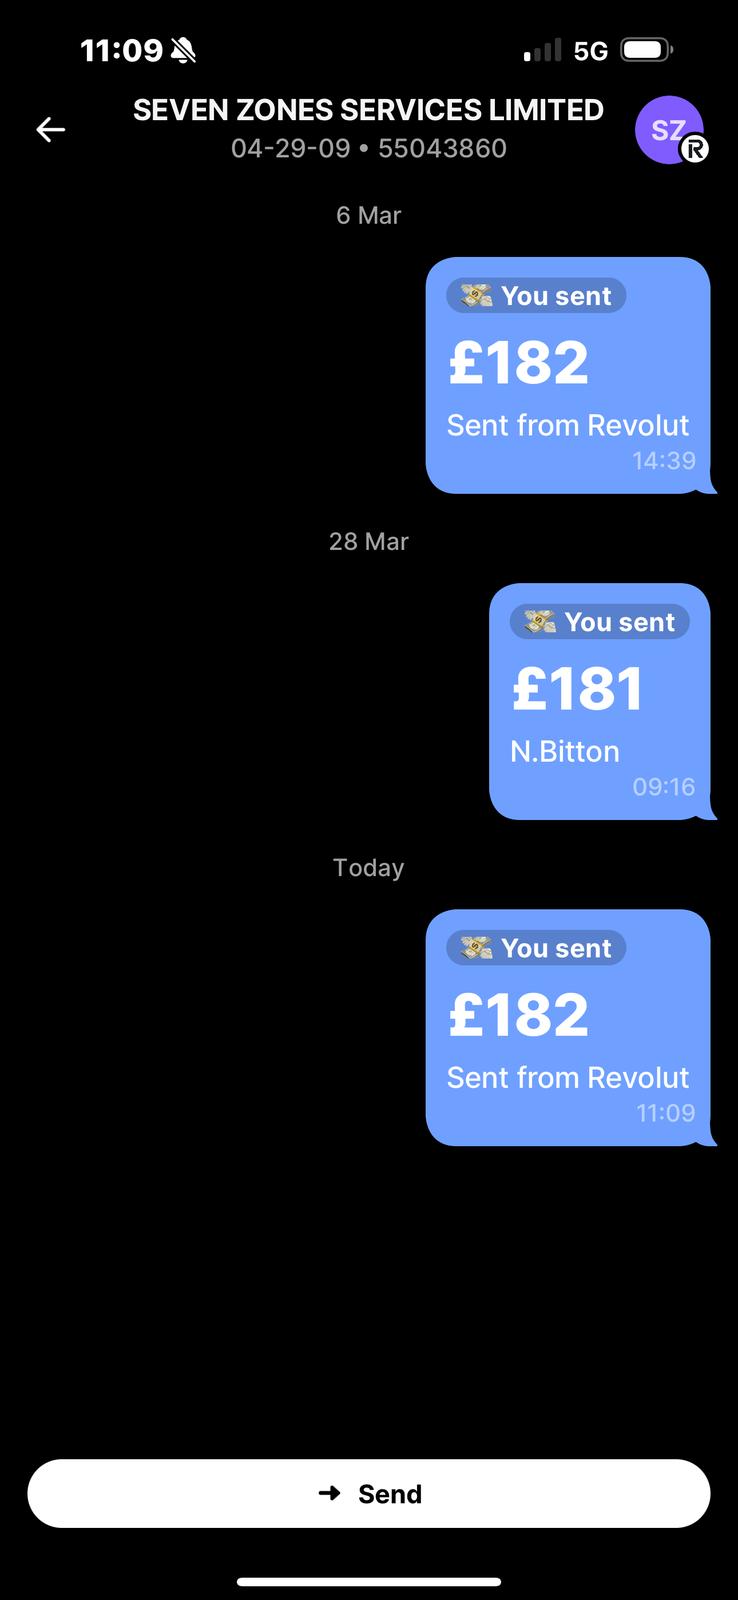 11:09
5G
SEVEN ZONES SERVICES LIMITED
04-29-09 • 55043860
SZ
R
6 Mar
You sent
£182
Sent from Revolut
14:39
28 Mar
You sent
£181
N.Bitton
09:16
Today
You sent
£182
Sent from Revolut
11:09
Send